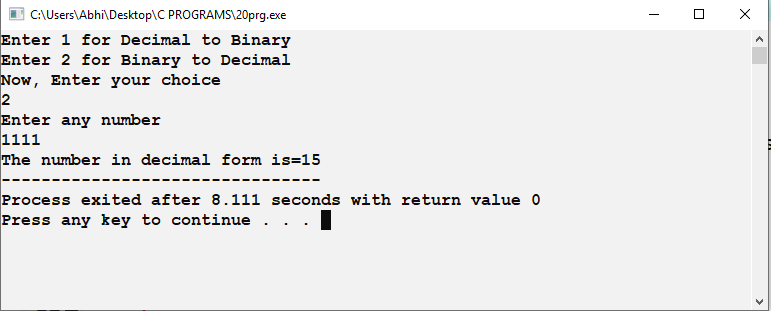 C:\Users\Abhi\Desktop\C PROGRAMS\20prg.exe
Enter 1 for Decimal to Binary
Enter 2 for Binary to Decimal
Now, Enter your choice
2
Enter any number
1111
The number in decimal form is=15
--------------------------------
Process exited after 8.111 seconds with return value 0
Press any key to continue . . .